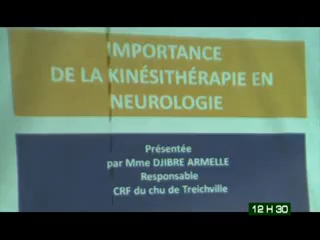 IMPORTANCE
DE LA KINÉSITHÉRAPIE EN
NEUROLOGIE
Présentée
par Mme DJIBRE ARMELLE
Responsable
CRF du chu de Treichville
12 H 30